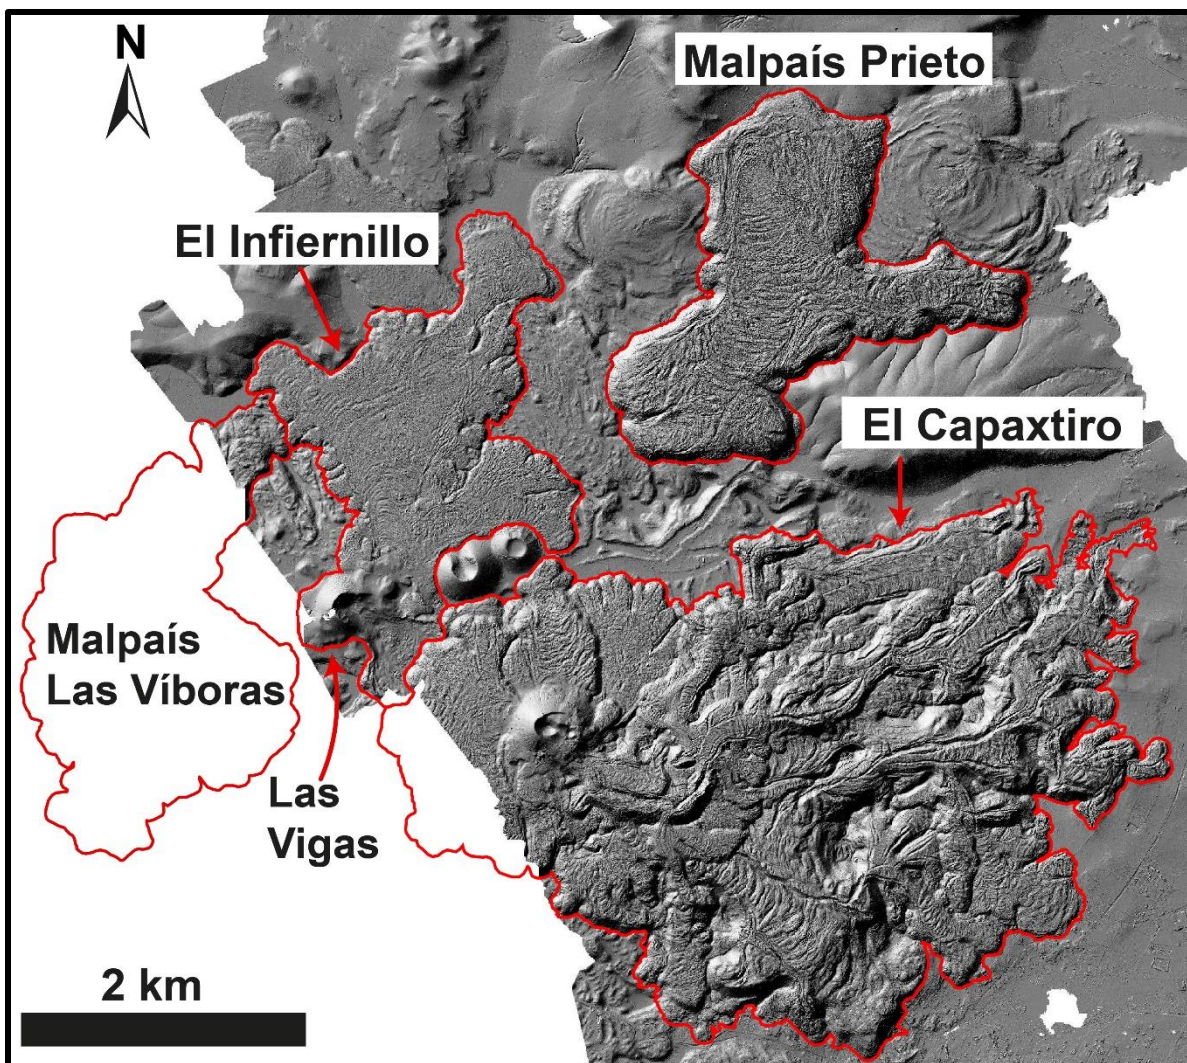 N
Malpaís Prieto
El Infiernillo
El Capaxtiro
Malpaís
Las Víboras
Las
Vigas
2 km